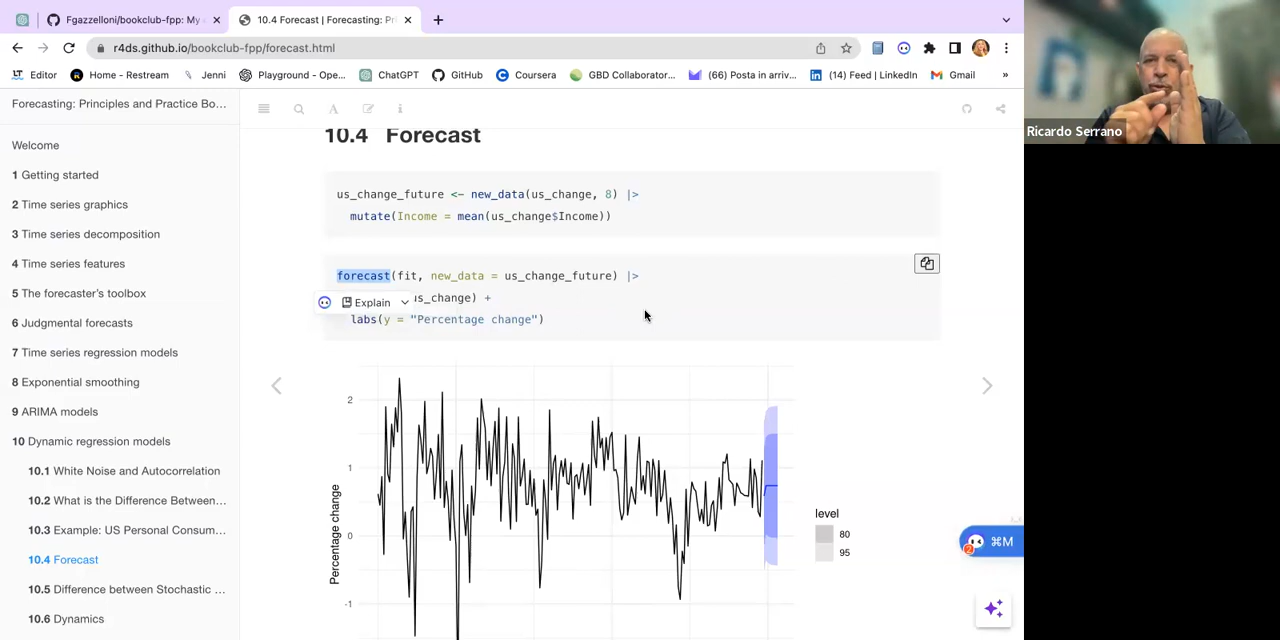 Fgazzelloni/bookclub-fpp: My
10.4 Forecast | Forecasting: Pri
r4ds.github.io/bookclub-fpp/forecast.html
Editor Home - Restream Jenni Playground - Ope... ChatGPT GitHub Coursera GBD Collaborator... (66) Posta in arriv... (14) Feed | LinkedIn Gmail »
Forecasting: Principles and Practice Bo...
Welcome
1 Getting started
2 Time series graphics
3 Time series decomposition
4 Time series features
5 The forecaster's toolbox
6 Judgmental forecasts
7 Time series regression models
8 Exponential smoothing
9 ARIMA models
10 Dynamic regression models
10.1 White Noise and Autocorrelation
10.2 What is the Difference Between...
10.3 Example: US Personal Consum...
10.4 Forecast
10.5 Difference between Stochastic ...
10.6 Dynamics
10.4 Forecast
us_change_future <- new_data(us_change, 8) |>
mutate(Income = mean(us_change$Income))
forecast(fit, new_data = us_change_future) |>
Explain
us_change) +
labs(y = "Percentage change")
Percentage change
2
1
0
-1
level
80
95
2
⌘M
Ricardo Serrano